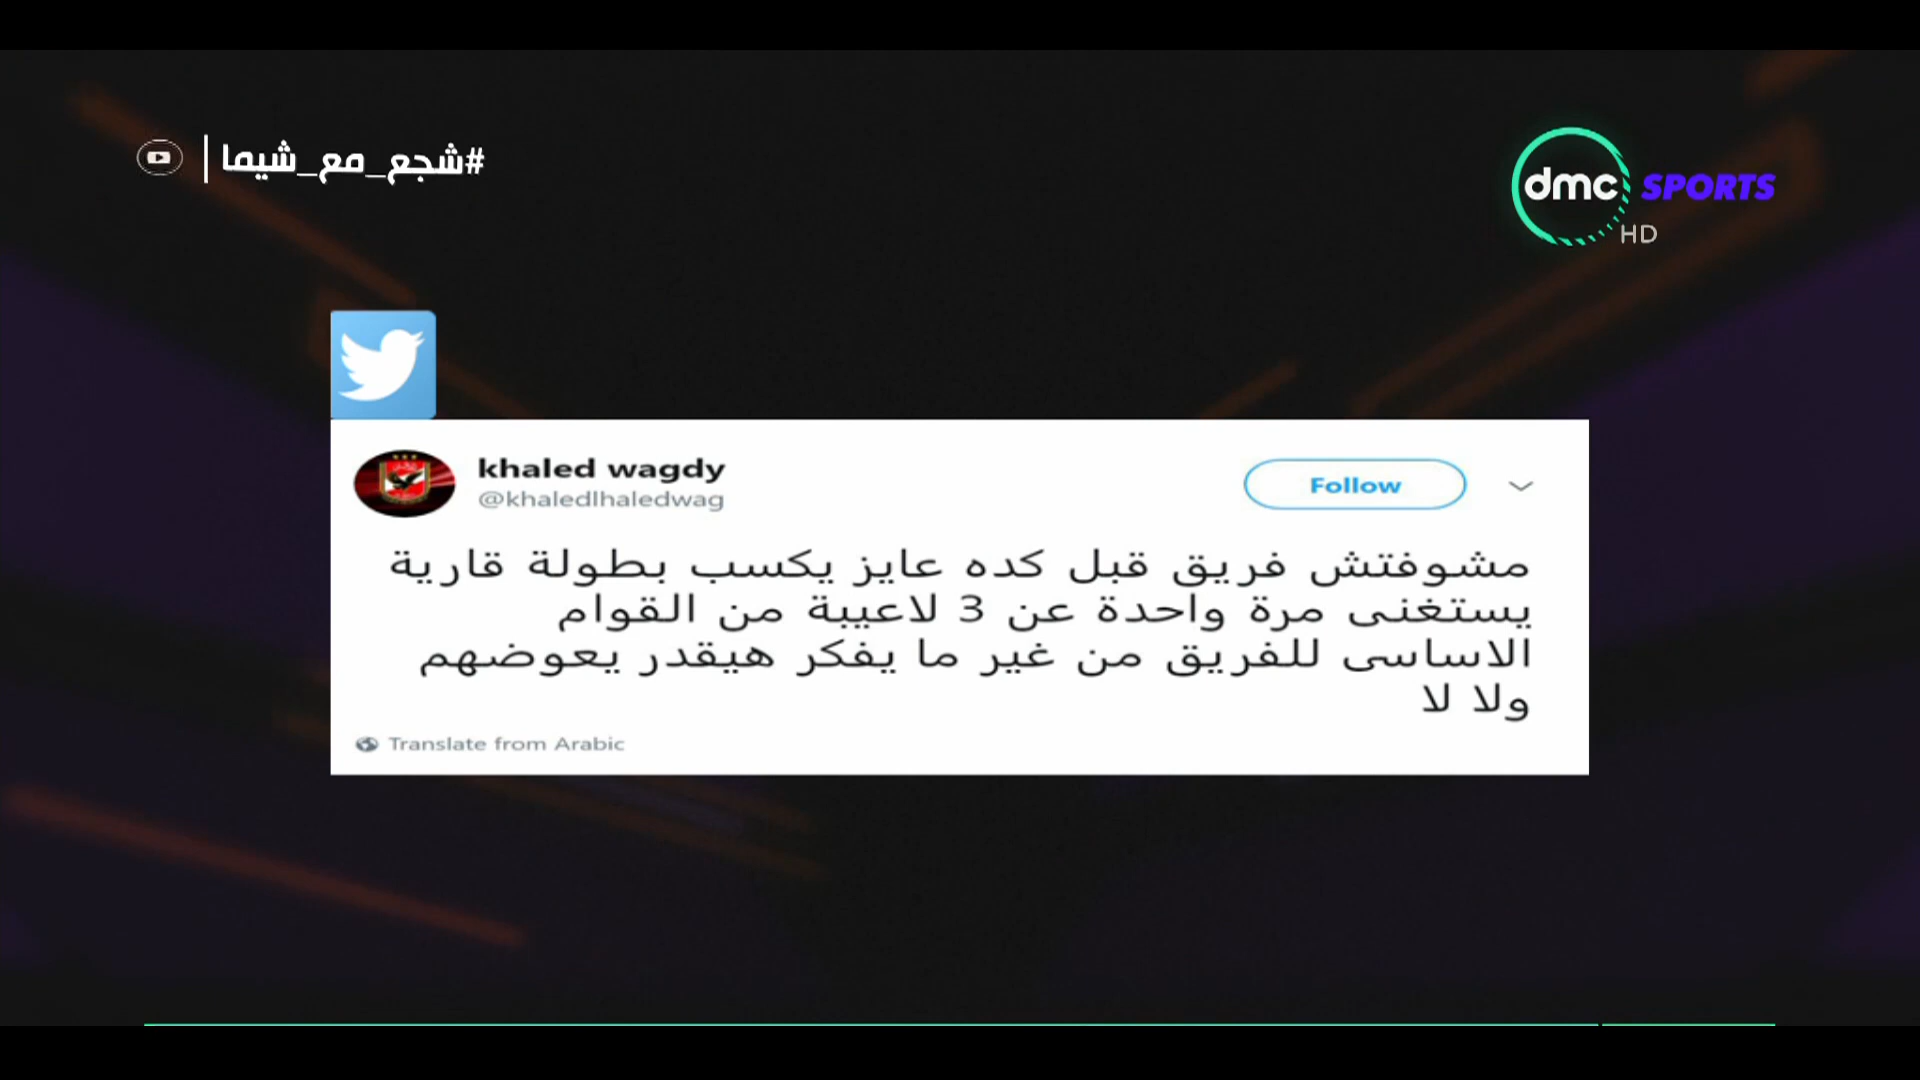 #شجع_مع_شيما
dmc SPORTS
HD
khaled wagdy
@khaledlhaledwag
Follow
مشوفتش فريق قبل كده عايز يكسب بطولة قارية
يستغنى مرة واحدة عن 3 لاعيبة من القوام
الاساسى للفريق من غير ما يفكر هيقدر يعوضهم
ولا لا
Translate from Arabic